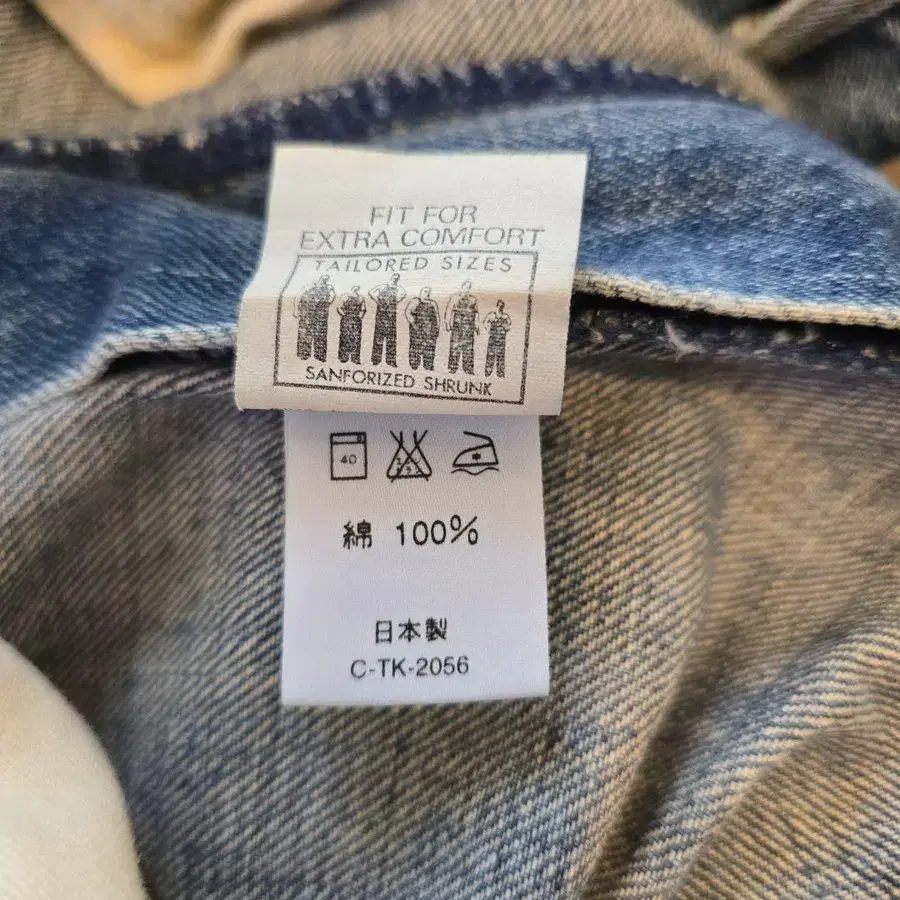 FIT FOR
EXTRA COMFORT
TAILORED SIZES
SANFORIZED SHRUNK
40
綿 100%
日本製
C-TK-2056